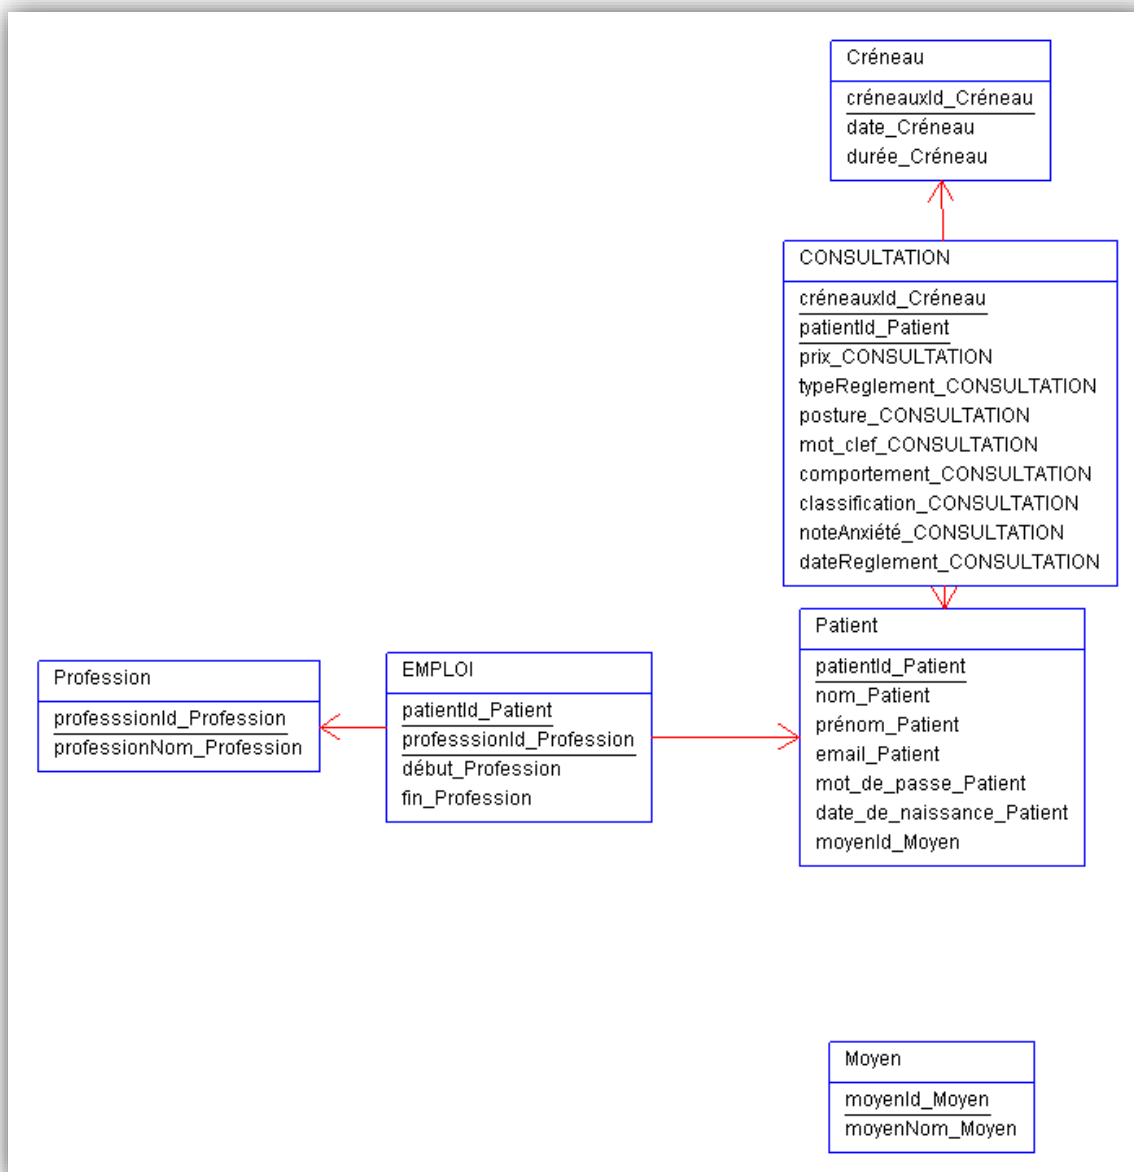 Créneau
créneauxId_Créneau
date_Créneau
durée_Créneau
CONSULTATION
créneauxId_Créneau
patientId_Patient
prix_CONSULTATION
typeReglement_CONSULTATION
posture_CONSULTATION
mot_clef_CONSULTATION
comportement_CONSULTATION
classification_CONSULTATION
noteAnxiété_CONSULTATION
dateReglement_CONSULTATION
Profession
professsionId_Profession
professionNom_Profession
EMPLOI
patientId_Patient
professsionId_Profession
début_Profession
fin_Profession
Patient
patientId_Patient
nom_Patient
prénom_Patient
email_Patient
mot_de_passe_Patient
date_de_naissance_Patient
moyenId_Moyen
Moyen
moyenId_Moyen
moyenNom_Moyen